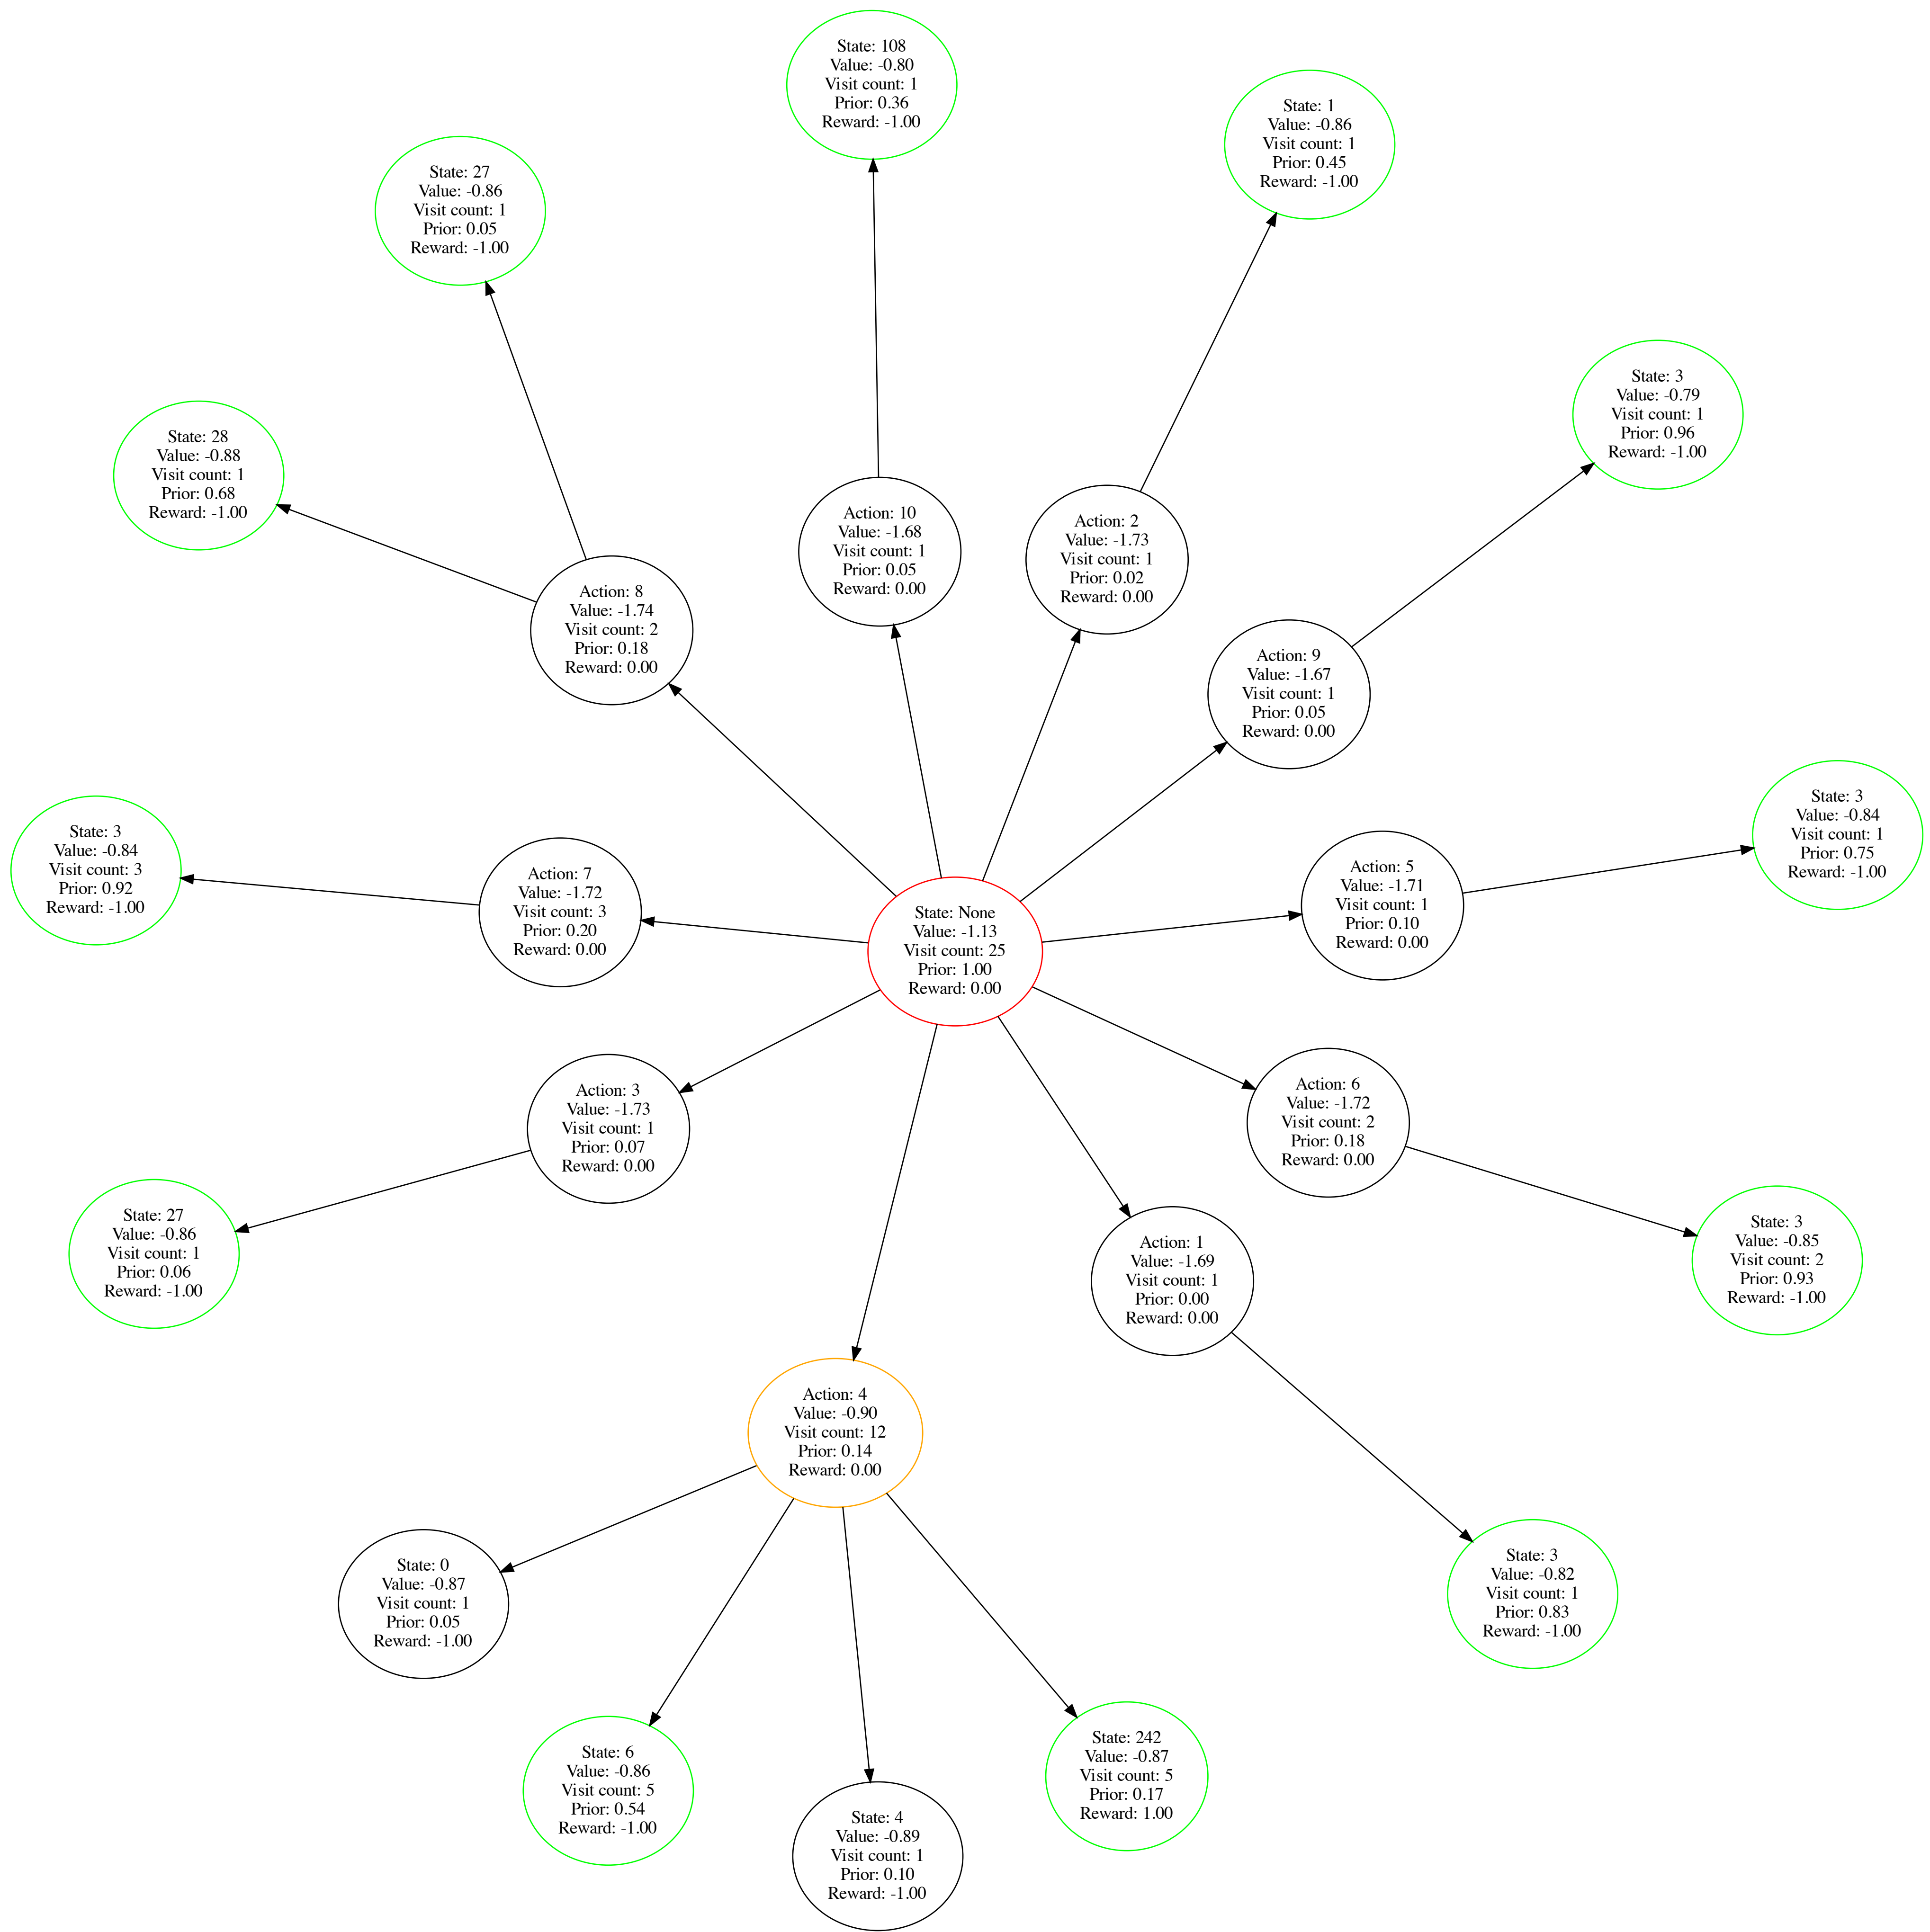 State: 108
Value: -0.80
Visit count: 1
Prior: 0.36
Reward: -1.00
State: 1
Value: -0.86
Visit count: 1
Prior: 0.45
Reward: -1.00
State: 27
Value: -0.86
Visit count: 1
Prior: 0.05
Reward: -1.00
State: 3
Value: -0.79
Visit count: 1
Prior: 0.96
Reward: -1.00
State: 28
Value: -0.88
Visit count: 1
Prior: 0.68
Reward: -1.00
Action: 10
Value: -1.68
Visit count: 1
Prior: 0.05
Reward: 0.00
Action: 2
Value: -1.73
Visit count: 1
Prior: 0.02
Reward: 0.00
Action: 8
Value: -1.74
Visit count: 2
Prior: 0.18
Reward: 0.00
Action: 9
Value: -1.67
Visit count: 1
Prior: 0.05
Reward: 0.00
State: 3
Value: -0.84
Visit count: 1
Prior: 0.75
Reward: -1.00
State: 3
Value: -0.84
Visit count: 3
Prior: 0.92
Reward: -1.00
Action: 7
Value: -1.72
Visit count: 3
Prior: 0.20
Reward: 0.00
Action: 5
Value: -1.71
Visit count: 1
Prior: 0.10
Reward: 0.00
State: None
Value: -1.13
Visit count: 25
Prior: 1.00
Reward: 0.00
Action: 3
Value: -1.73
Visit count: 1
Prior: 0.07
Reward: 0.00
Action: 6
Value: -1.72
Visit count: 2
Prior: 0.18
Reward: 0.00
State: 27
Value: -0.86
Visit count: 1
Prior: 0.06
Reward: -1.00
State: 3
Value: -0.85
Visit count: 2
Prior: 0.93
Reward: -1.00
Action: 1
Value: -1.69
Visit count: 1
Prior: 0.00
Reward: 0.00
Action: 4
Value: -0.90
Visit count: 12
Prior: 0.14
Reward: 0.00
State: 3
Value: -0.82
Visit count: 1
Prior: 0.83
Reward: -1.00
State: 0
Value: -0.87
Visit count: 1
Prior: 0.05
Reward: -1.00
State: 6
Value: -0.86
Visit count: 5
Prior: 0.54
Reward: -1.00
State: 242
Value: -0.87
Visit count: 5
Prior: 0.17
Reward: 1.00
State: 4
Value: -0.89
Visit count: 1
Prior: 0.10
Reward: -1.00